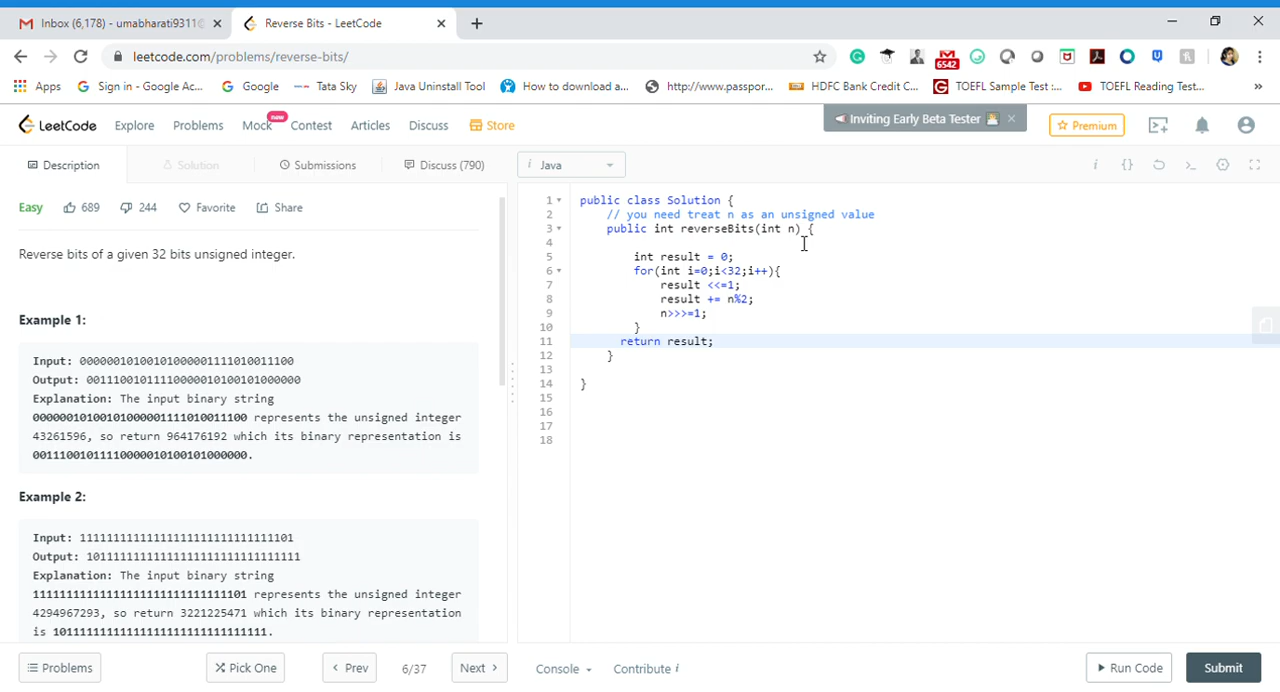 Inbox (6,178) - umabharati9311@
Reverse Bits - LeetCode
leetcode.com/problems/reverse-bits/
6542
Apps
Sign in - Google Ac...
Google
Tata Sky
Java Uninstall Tool
How to download a...
http://www.passpor...
HDFC Bank Credit C...
TOEFL Sample Test :...
TOEFL Reading Test...
»
LeetCode
Explore
Problems
Mock
new
Contest
Articles
Discuss
Store
Inviting Early Beta Tester
Premium
Description
Solution
Submissions
Discuss (790)
i Java
Easy
689
244
Favorite
Share
Reverse bits of a given 32 bits unsigned integer.
Example 1:
Input: 00000010100101000001111010011100
Output: 00111001011110000010100101000000
Explanation: The input binary string
00000010100101000001111010011100 represents the unsigned integer
43261596, so return 964176192 which its binary representation is
00111001011110000010100101000000.
Example 2:
Input: 11111111111111111111111111111101
Output: 10111111111111111111111111111111
Explanation: The input binary string
11111111111111111111111111111101 represents the unsigned integer
4294967293, so return 3221225471 which its binary representation
is 10111111111111111111111111111111.
1 public class Solution {
2 // you need treat n as an unsigned value
3 public int reverseBits(int n) {
4
5 int result = 0;
6 for(int i=0;i<32;i++){
7 result <<=1;
8 result += n%2;
9 n>>>=1;
10 }
11 return result;
12 }
13
14 }
15
16
17
18
Problems
Pick One
Prev
6/37
Next
Console
Contribute i
Run Code
Submit